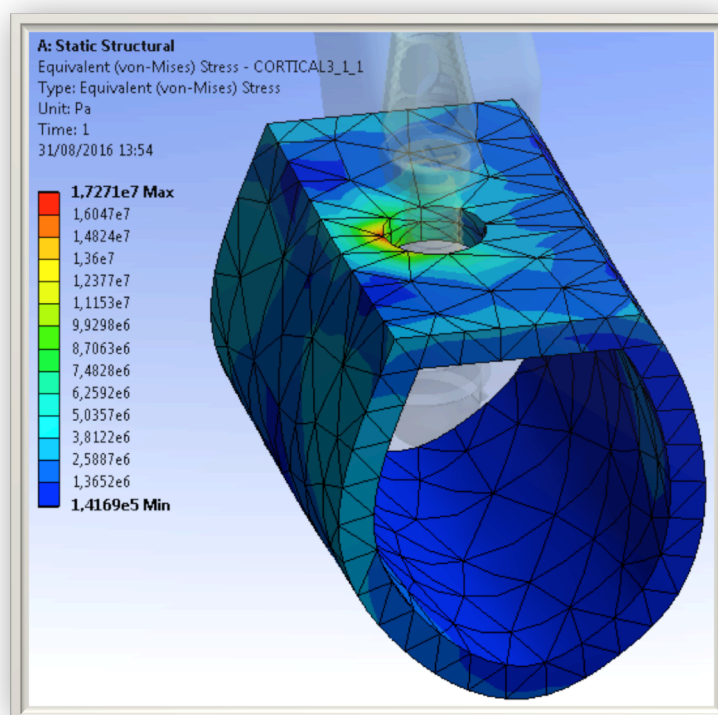 A: Static Structural
Equivalent (von-Mises) Stress - CORTICAL3_1_1
Type: Equivalent (von-Mises) Stress
Unit: Pa
Time: 1
31/08/2016 13:54
1,7271e7 Max
1,6047e7
1,4824e7
1,36e7
1,2377e7
1,1153e7
9,9298e6
8,7063e6
7,4828e6
6,2592e6
5,0357e6
3,8122e6
2,5887e6
1,3652e6
1,4169e5 Min